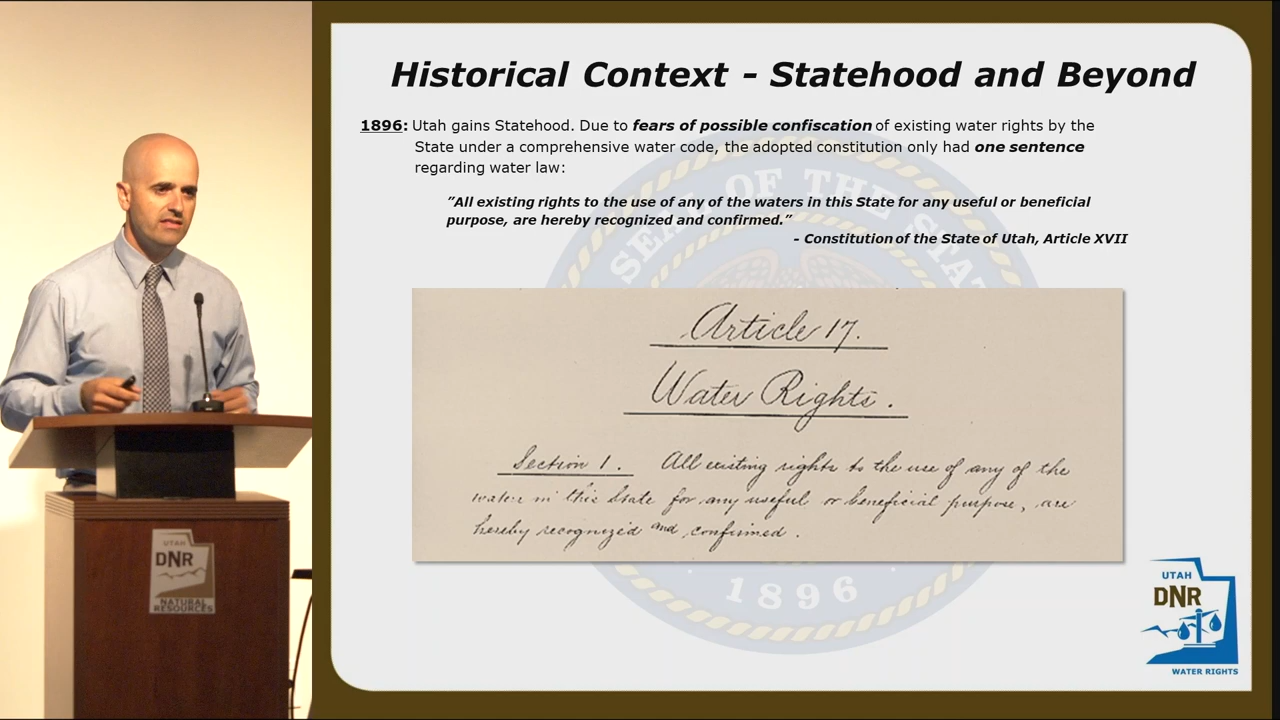 Historical Context - Statehood and Beyond
1896: Utah gains Statehood. Due to fears of possible confiscation of existing water rights by the
State under a comprehensive water code, the adopted constitution only had one sentence
regarding water law:
"All existing rights to the use of any of the waters in this State for any useful or beneficial
purpose, are hereby recognized and confirmed."
- Constitution of the State of Utah, Article XVII
SEAL OF THE STAT
Article 17.
Water Rights.
Section 1. All existing rights to the use of any of the
water in this State for any useful or beneficial purpose, are
hereby recognized and confirmed.
1896
UTAH
DNR
WATER RIGHTS
UTAH
DNR
NATURAL
RESOURCES